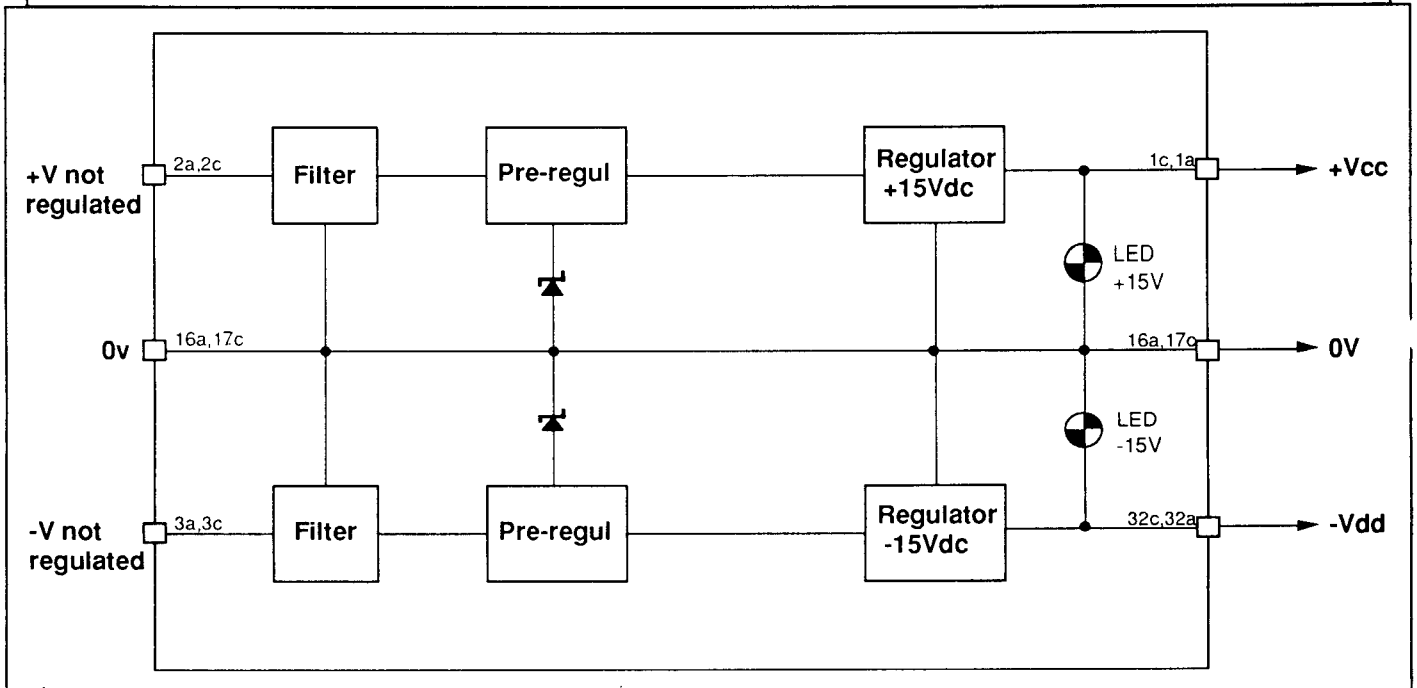 +V not
regulated
2a,2c
Filter
Pre-regul
Regulator
+15Vdc
1c,1a
+Vcc
LED
+15V
0v
16a,17c
16a,17c
0V
LED
-15V
-V not
regulated
3a,3c
Filter
Pre-regul
Regulator
-15Vdc
32c,32a
-Vdd